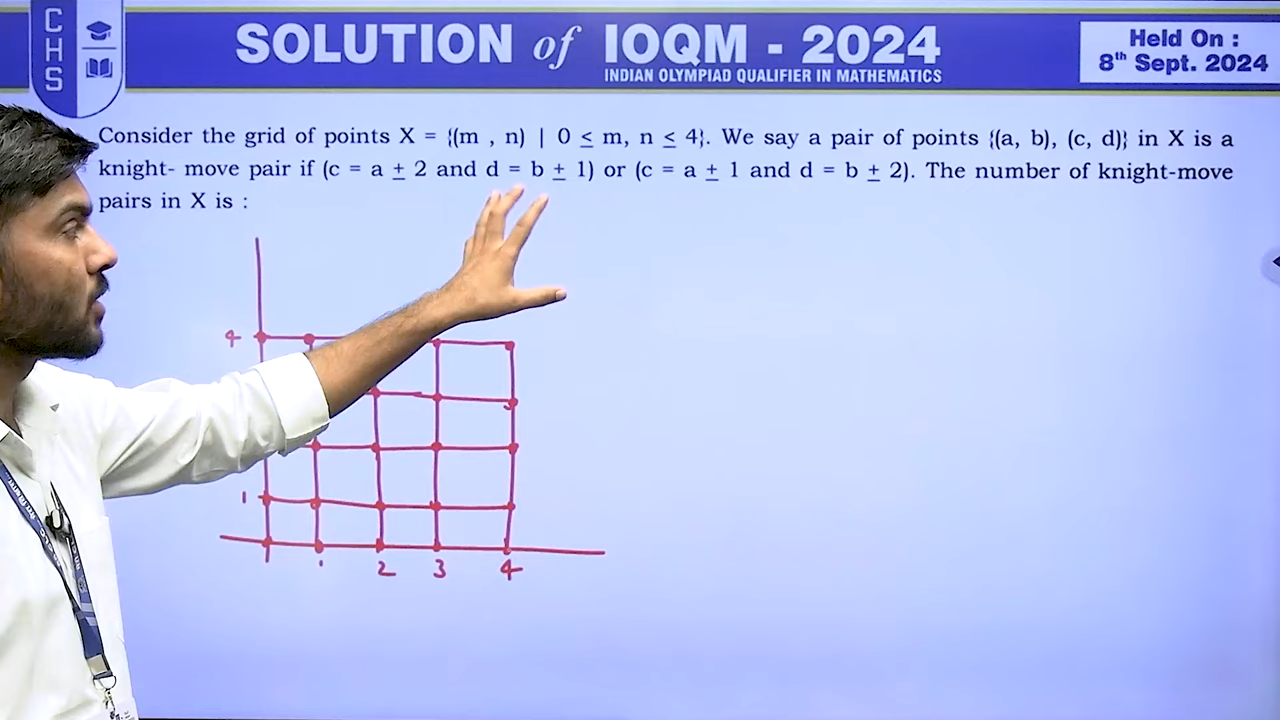 CHS
SOLUTION of IOQM - 2024
INDIAN OLYMPIAD QUALIFIER IN MATHEMATICS
Held On :
8th Sept. 2024
Consider the grid of points X = {(m , n) | 0 ≤ m, n ≤ 4}. We say a pair of points {(a, b), (c, d)} in X is a
knight- move pair if (c = a ± 2 and d = b ± 1) or (c = a ± 1 and d = b ± 2). The number of knight-move
pairs in X is :
4
1
1 2 3 4